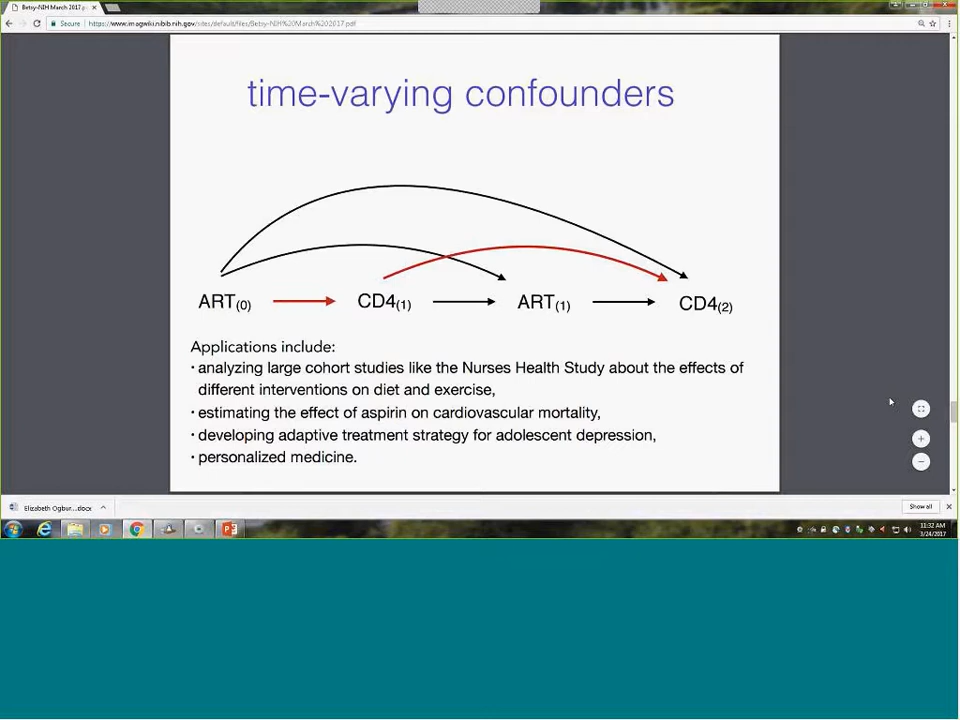 Betsy-NIH March 2017.p
Secure
https://www.imagwiki.nibib.nih.gov/sites/default/files/Betsy-NIH%20March%202017.pdf
time-varying confounders
ART(0) CD4(1) ART(1) CD4(2)
Applications include:
· analyzing large cohort studies like the Nurses Health Study about the effects of
different interventions on diet and exercise,
· estimating the effect of aspirin on cardiovascular mortality,
· developing adaptive treatment strategy for adolescent depression,
· personalized medicine.
Elizabeth Ogbur....docx
Show all
11:32 AM
3/24/2017